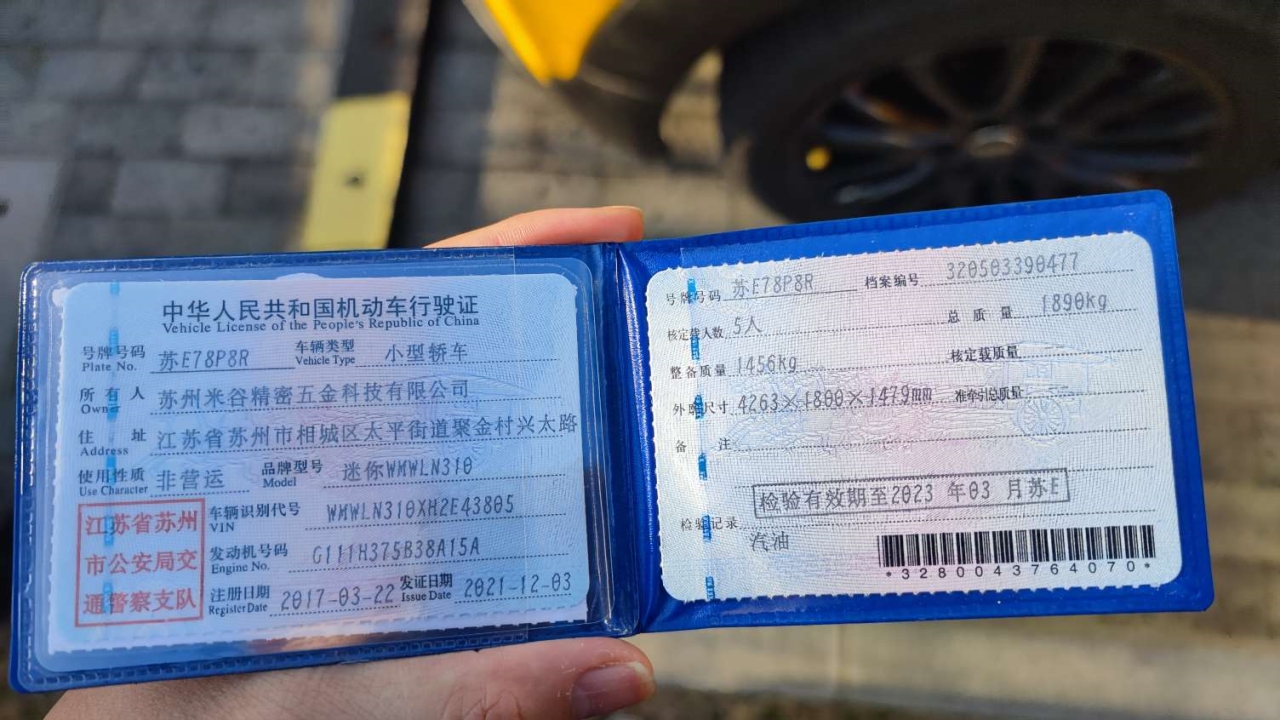 中华人民共和国机动车行驶证
Vehicle License of the People's Republic of China
号牌号码 苏E78P8R 车辆类型 小型轿车
Plate No. Vehicle Type
所有人 苏州米谷精密五金科技有限公司
Owner
住址 江苏省苏州市相城区太平街道聚金村兴太路
Address
使用性质 非营运 品牌型号 迷你WMWLN310
Use Character Model
江苏省苏州
市公安局交
通警察支队
车辆识别代号 WMWLN310XH2E43805
VIN
发动机号码 G111H375B38A15A
Engine No.
注册日期 2017-03-22 发证日期 2021-12-03
Register Date Issue Date
号牌号码 苏E78P8R 档案编号 320503390477
核定载人数 5人 总质量 1890kg
整备质量 1456kg 核定载质量
外廓尺寸 4263×1800×1479mm 准牵引总质量
备注
检验有效期至2023 年03 月苏E
检验记录
汽油
*3280043764070*